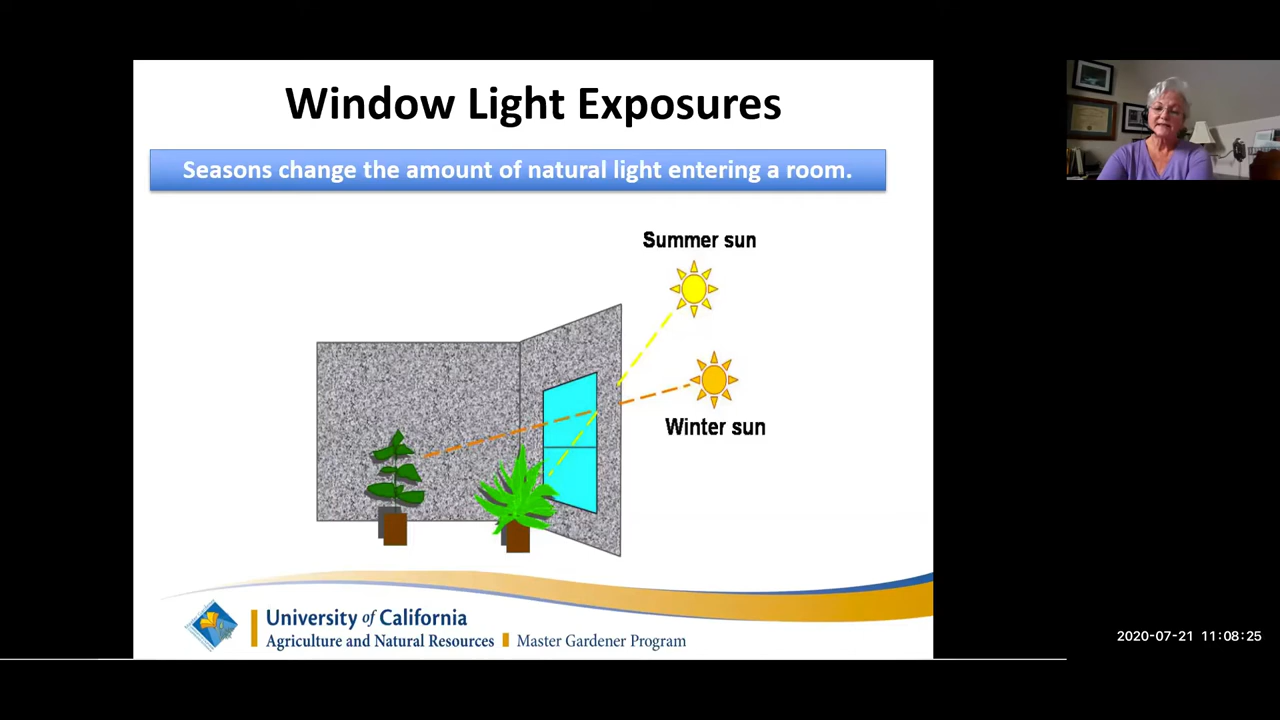 Window Light Exposures
Seasons change the amount of natural light entering a room.
Summer sun
Winter sun
University of California
Agriculture and Natural Resources Master Gardener Program
2020-07-21 11:08:25